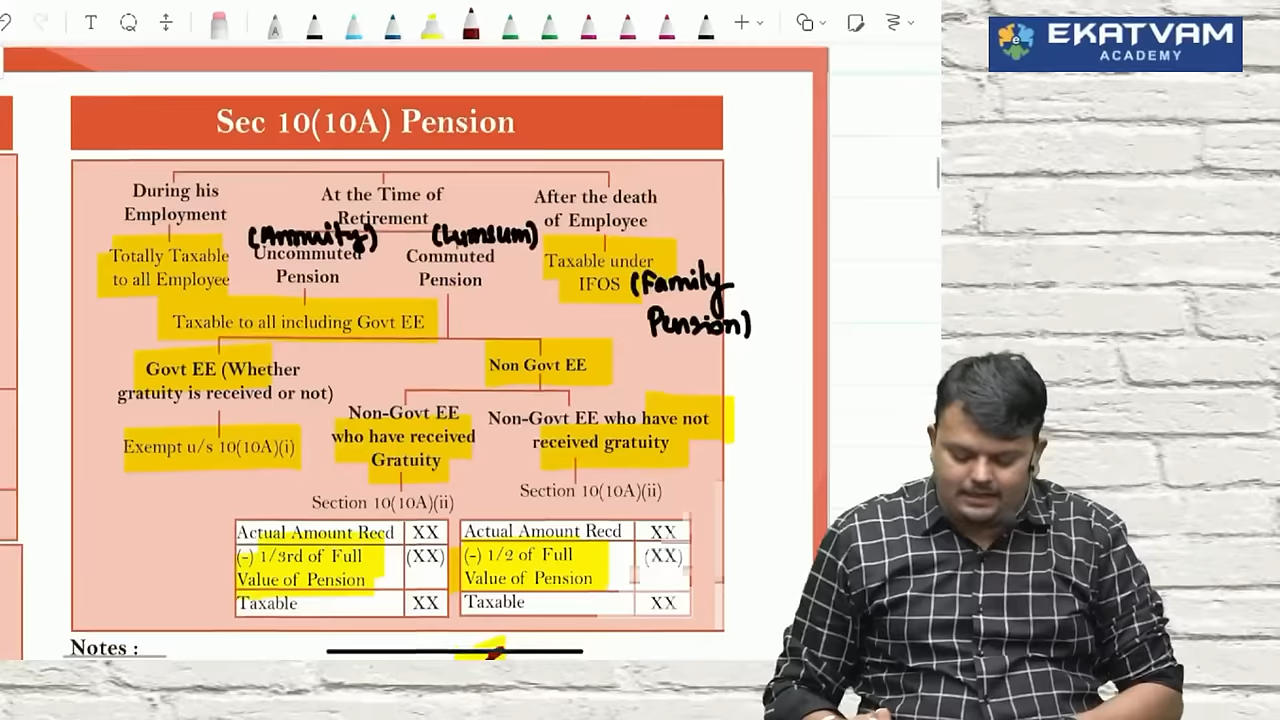 EKATVAM
ACADEMY
Sec 10(10A) Pension
During his
Employment
At the Time of
Retirement
After the death
of Employee
Totally Taxable
to all Employee
(Annuity)
Uncommuted
Pension
(Lumsum)
Commuted
Pension
Taxable under
IFOS
(Family
Pension)
Taxable to all including Govt EE
Govt EE (Whether
gratuity is received or not)
Non Govt EE
Exempt u/s 10(10A)(i)
Non-Govt EE
who have received
Gratuity
Non-Govt EE who have not
received gratuity
Section 10(10A)(ii)
Section 10(10A)(ii)
Actual Amount Recd XX
(-) 1/3rd of Full (XX)
Value of Pension
Taxable XX
Actual Amount Recd XX
(-) 1/2 of Full (XX)
Value of Pension
Taxable XX
Notes :